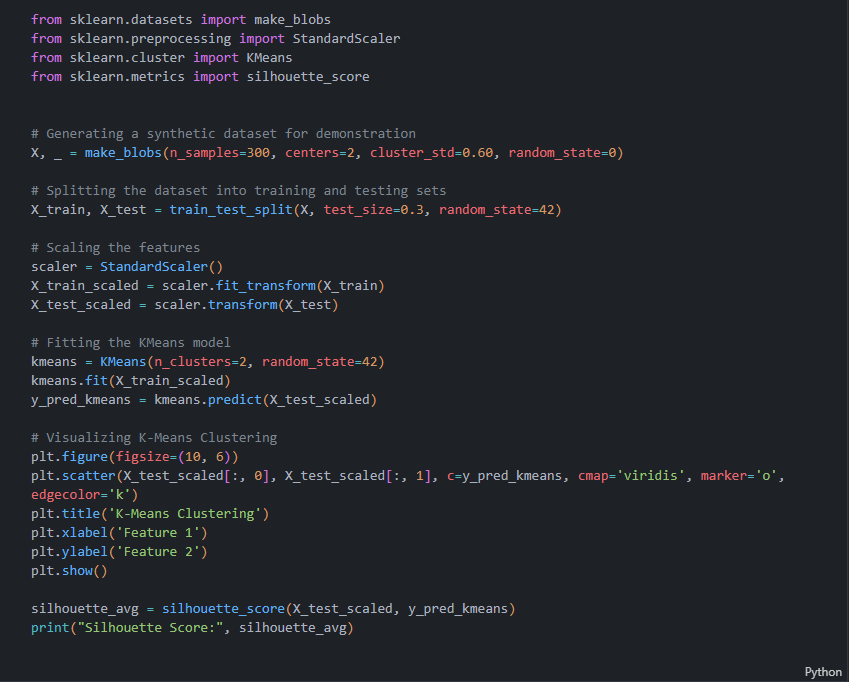 from sklearn.datasets import make_blobs
from sklearn.preprocessing import StandardScaler
from sklearn.cluster import KMeans
from sklearn.metrics import silhouette_score
# Generating a synthetic dataset for demonstration
X, _ = make_blobs(n_samples=300, centers=2, cluster_std=0.60, random_state=0)
# Splitting the dataset into training and testing sets
X_train, X_test = train_test_split(X, test_size=0.3, random_state=42)
# Scaling the features
scaler = StandardScaler()
X_train_scaled = scaler.fit_transform(X_train)
X_test_scaled = scaler.transform(X_test)
# Fitting the KMeans model
kmeans = KMeans(n_clusters=2, random_state=42)
kmeans.fit(X_train_scaled)
y_pred_kmeans = kmeans.predict(X_test_scaled)
# Visualizing K-Means Clustering
plt.figure(figsize=(10, 6))
plt.scatter(X_test_scaled[:, 0], X_test_scaled[:, 1], c=y_pred_kmeans, cmap='viridis', marker='o',
edgecolor='k')
plt.title('K-Means Clustering')
plt.xlabel('Feature 1')
plt.ylabel('Feature 2')
plt.show()
silhouette_avg = silhouette_score(X_test_scaled, y_pred_kmeans)
print("Silhouette Score:", silhouette_avg)
Python